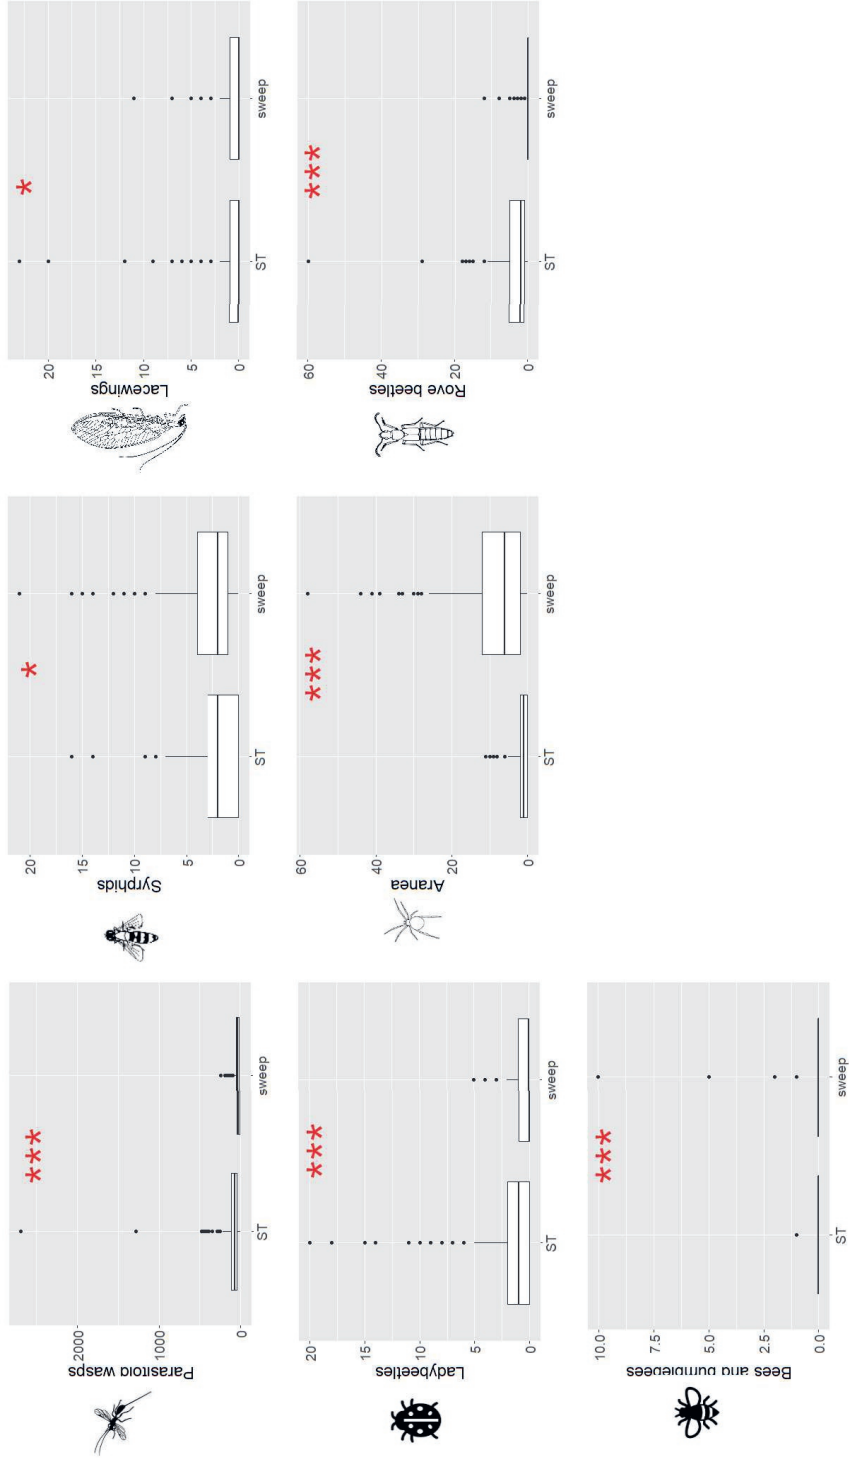 Parasitoid wasps
2000
1000
0
***
ST
sweep
Syrphids
20
15
10
5
0
*
ST
sweep
Lacewings
20
15
10
5
0
*
ST
sweep
Ladybeetles
20
15
10
5
0
***
ST
sweep
Aranea
60
40
20
0
***
ST
sweep
Rove beetles
60
40
20
0
***
ST
sweep
Bees and bumblebees
10.0
7.5
5.0
2.5
0.0
***
ST
sweep